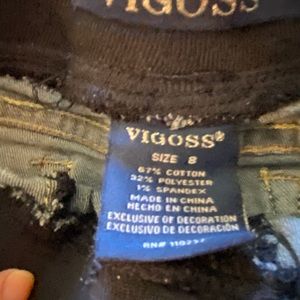 VIGOSS
VIGOSS®
SIZE 8
67% COTTON
32% POLYESTER
1% SPANDEX
MADE IN CHINA
HECHO EN CHINA
EXCLUSIVE OF DECORATION
EXCLUSIVO DE DECORACIÓN